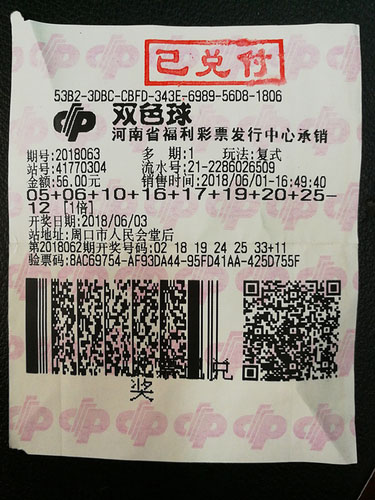 已兑付
53B2-3DBC-CBFD-343E-6989-56D8-1806
双色球
河南省福利彩票发行中心承销
期号:2018063 多 期:1 玩法:复式
站号:41770304 流水号:21-2286026509
金额:56.00元 销售时间:2018/06/01-16:49:40
05+06+10+16+17+19+20+25-
12 [1倍]
开奖日期:2018/06/03
站地址:周口市人民会堂后
第2018062期开奖号码:02 18 19 24 25 33+11
验票码:8AC69754-AF93DA44-95FD41AA-425D755F
兑
奖